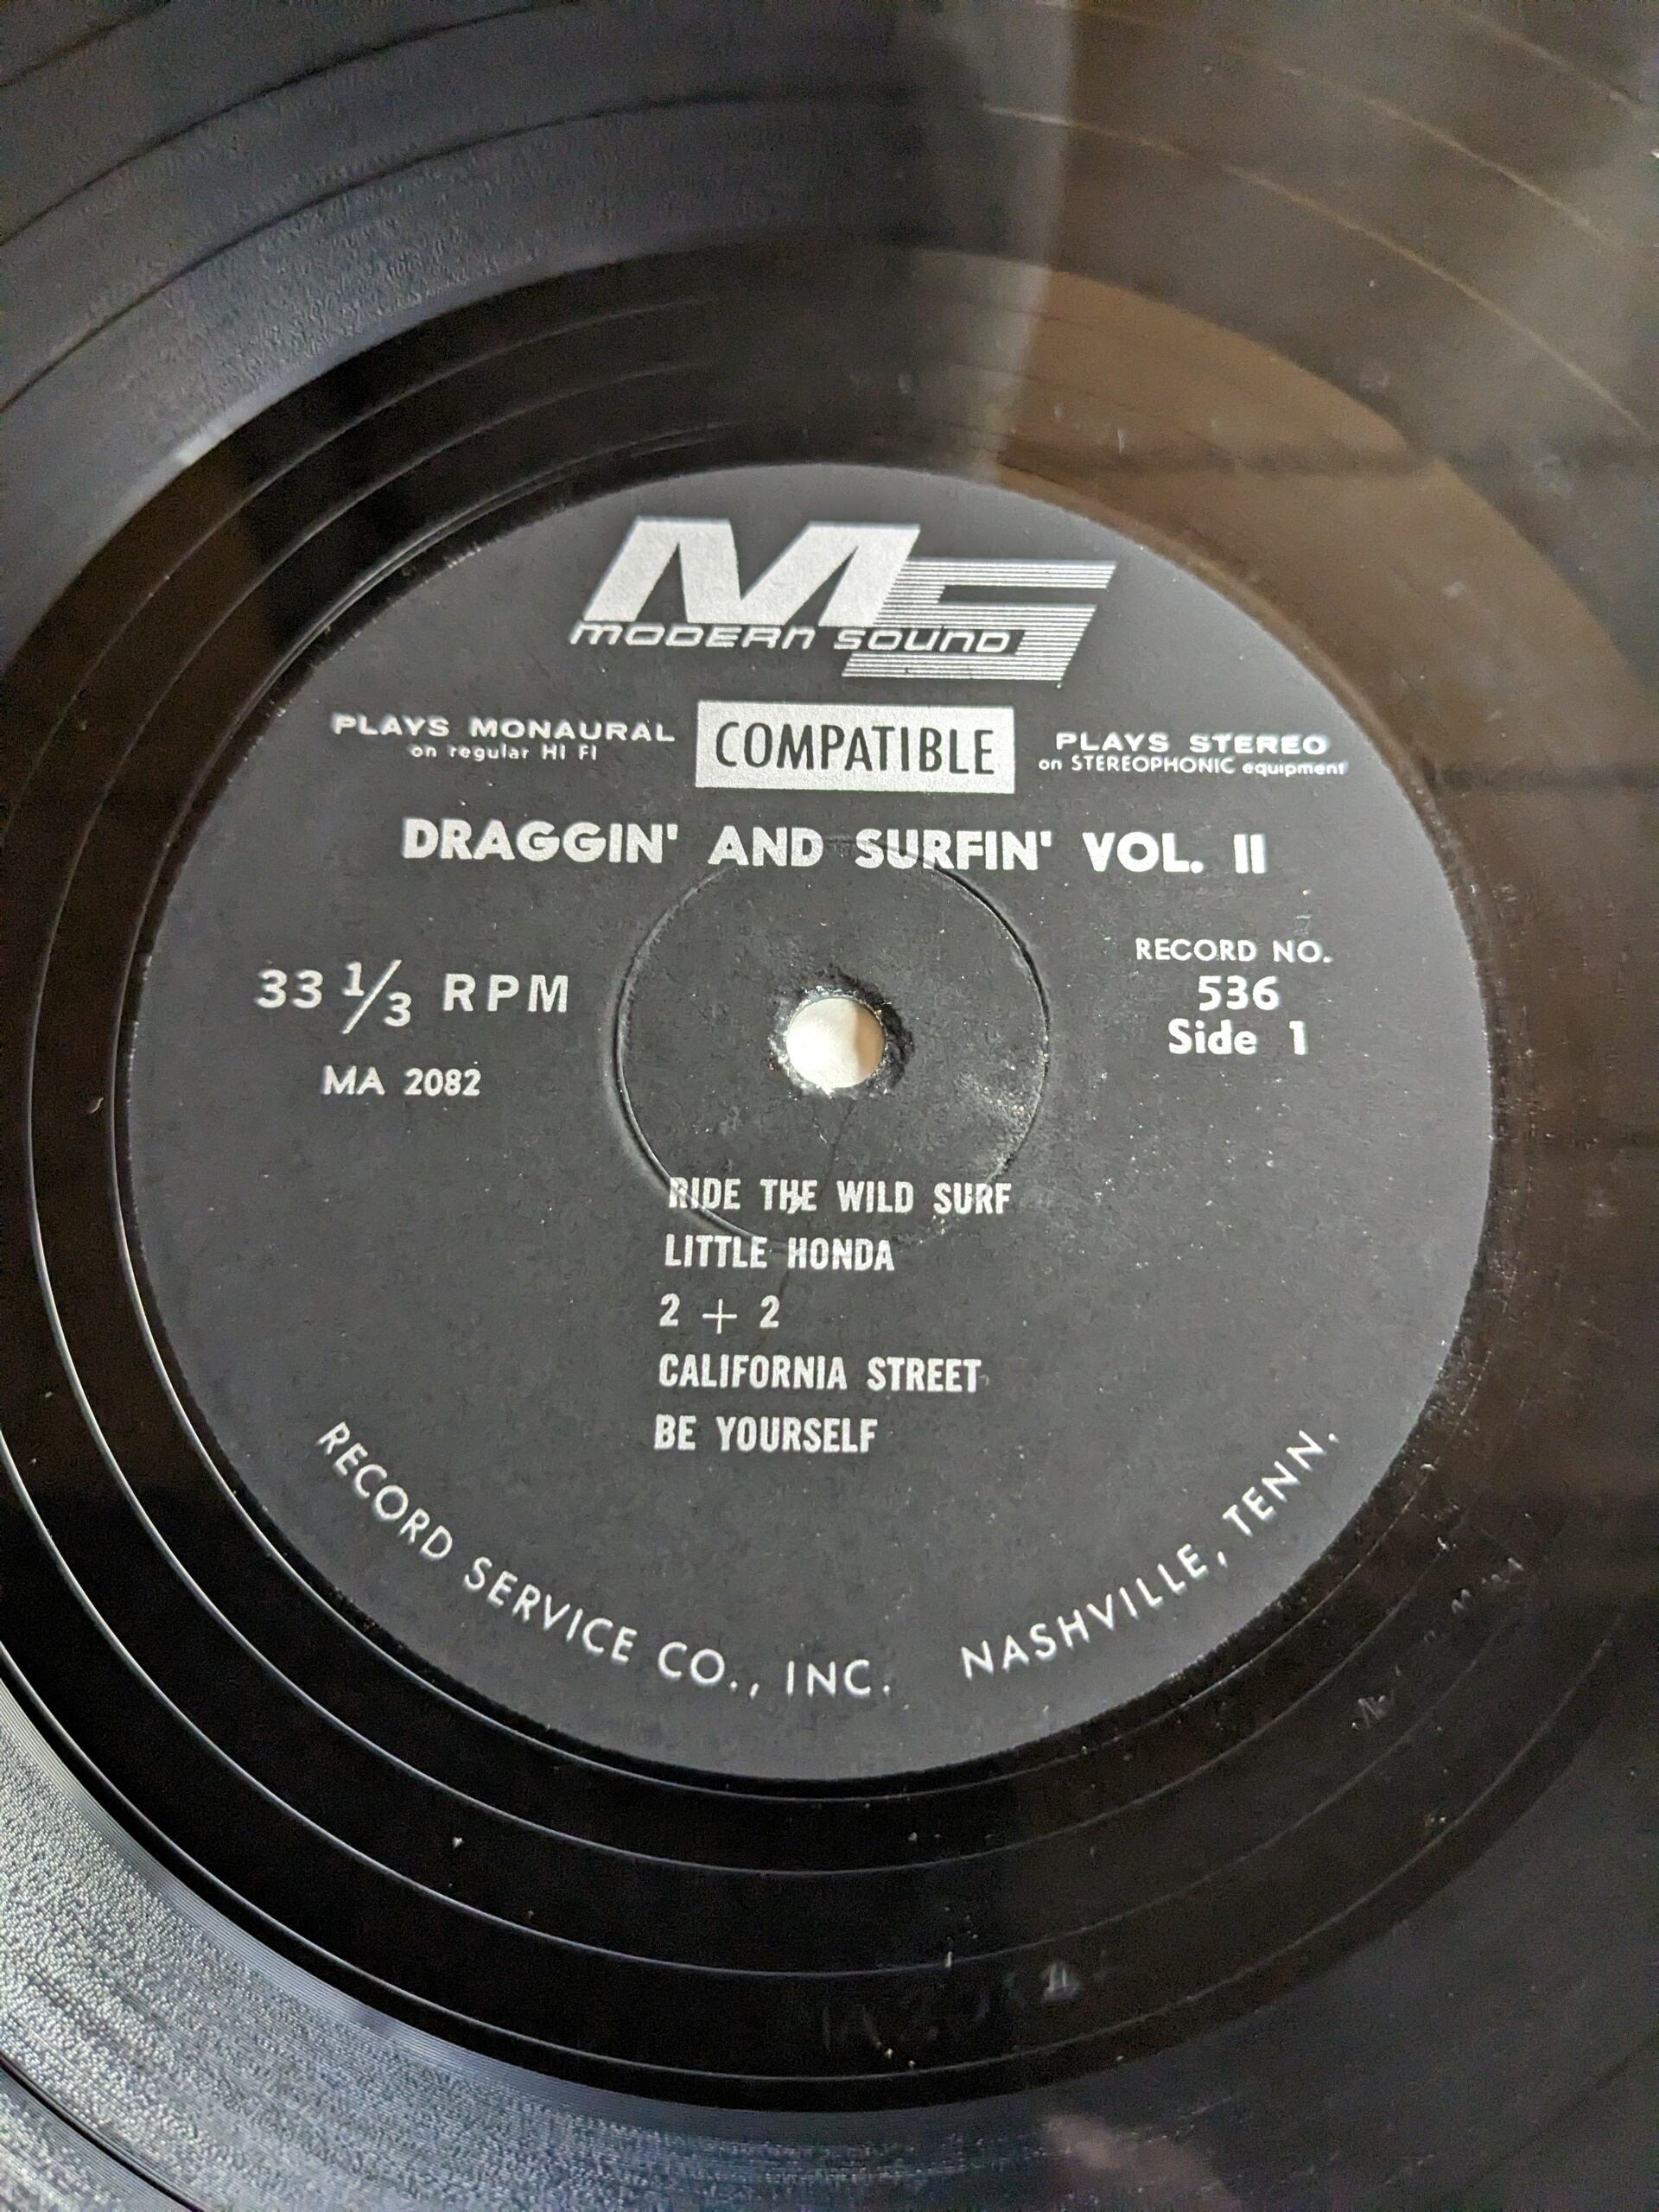 MS
MODERN SOUND
PLAYS MONAURAL
on regular HI FI
COMPATIBLE
PLAYS STEREO
on STEREOPHONIC equipment
DRAGGIN' AND SURFIN' VOL. II
33 1/3 RPM
MA 2082
RECORD NO.
536
Side 1
RIDE THE WILD SURF
LITTLE HONDA
2 + 2
CALIFORNIA STREET
BE YOURSELF
RECORD SERVICE CO., INC. NASHVILLE, TENN.